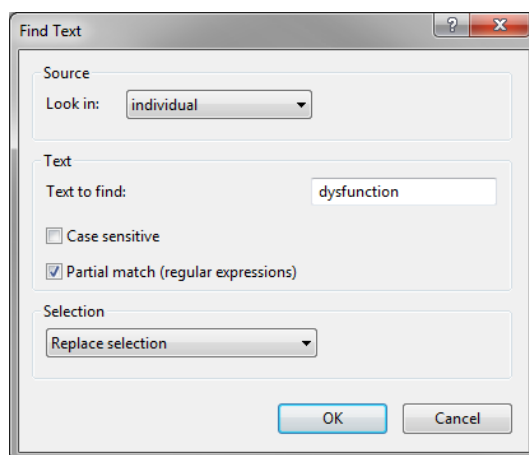 Find Text
Source
Look in: individual
Text
Text to find: dysfunction
Case sensitive
Partial match (regular expressions)
Selection
Replace selection
OK Cancel